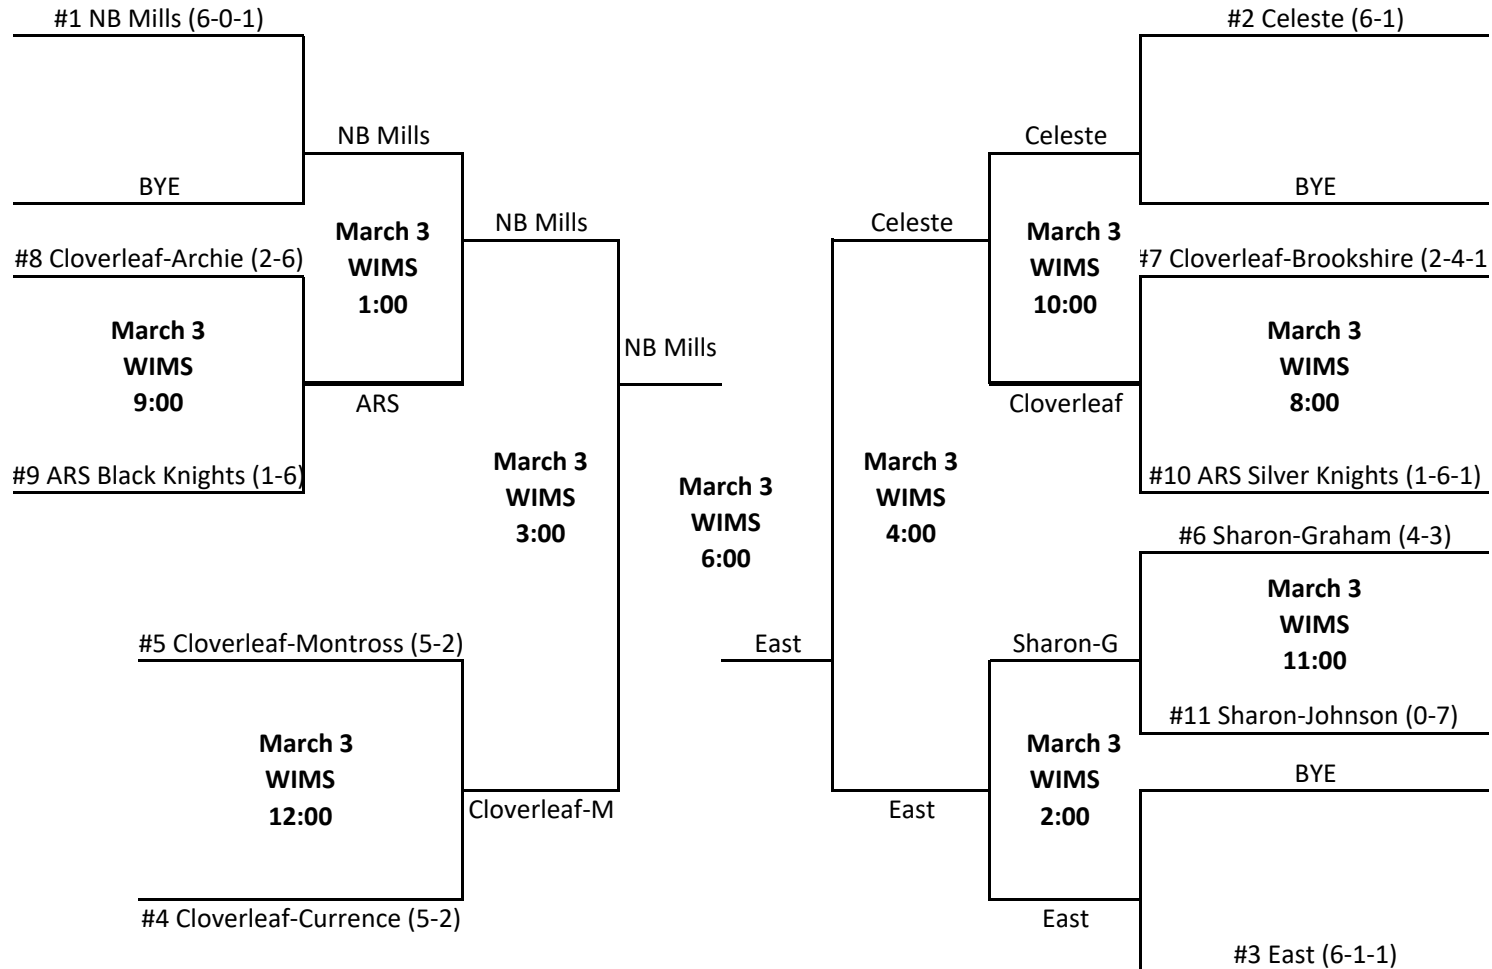 #1 NB Mills (6-0-1)
#2 Celeste (6-1)
NB Mills
Celeste
BYE
BYE
NB Mills
Celeste
March 3
WIMS
1:00
March 3
WIMS
10:00
#8 Cloverleaf-Archie (2-6)
#7 Cloverleaf-Brookshire (2-4-1
March 3
WIMS
9:00
March 3
WIMS
8:00
NB Mills
ARS
Cloverleaf
#9 ARS Black Knights (1-6)
#10 ARS Silver Knights (1-6-1)
March 3
WIMS
3:00
March 3
WIMS
6:00
March 3
WIMS
4:00
#6 Sharon-Graham (4-3)
March 3
WIMS
11:00
#5 Cloverleaf-Montross (5-2)
East
Sharon-G
#11 Sharon-Johnson (0-7)
March 3
WIMS
12:00
March 3
WIMS
2:00
BYE
Cloverleaf-M
East
#4 Cloverleaf-Currence (5-2)
East
#3 East (6-1-1)